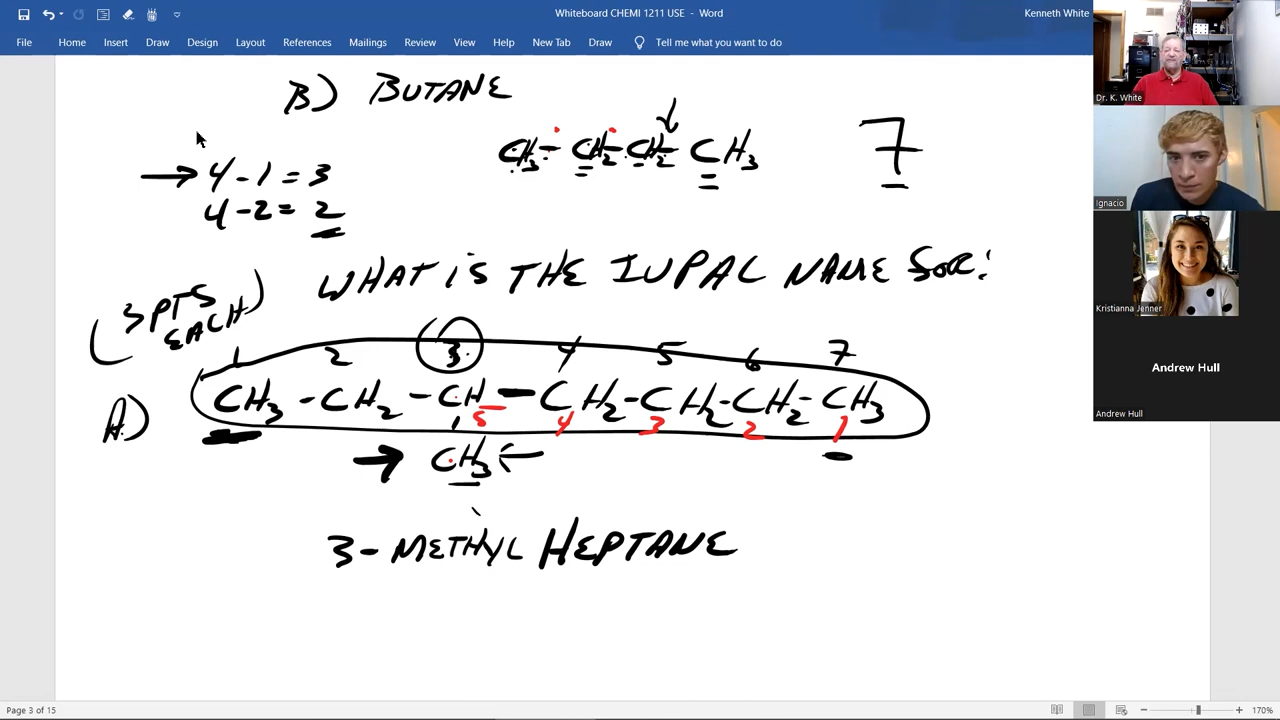 Whiteboard CHEMI 1211 USE - Word
Kenneth White
File Home Insert Draw Design Layout References Mailings Review View Help New Tab Draw Tell me what you want to do
B) BUTANE
CH3 - CH2 - CH2 - CH3
7
4 - 1 = 3
4 - 2 = 2
(3 PTS EACH)
WHAT IS THE IUPAC NAME FOR:
1 2 3 4 5 6 7
A.) CH3 - CH2 - CH - CH2 - CH2 - CH2 - CH3
5 4 3 2 1
CH3
3 - METHYL HEPTANE
Dr. K. White
Ignacio
Kristianna Jenner
Andrew Hull
Andrew Hull
Page 3 of 15
170%